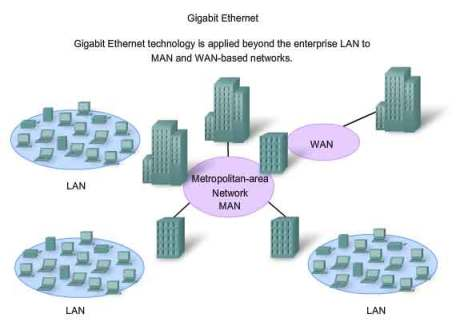 Gigabit Ethernet
Gigabit Ethernet technology is applied beyond the enterprise LAN to
MAN and WAN-based networks.
WAN
LAN
Metropolitan-area
Network
MAN
LAN
LAN